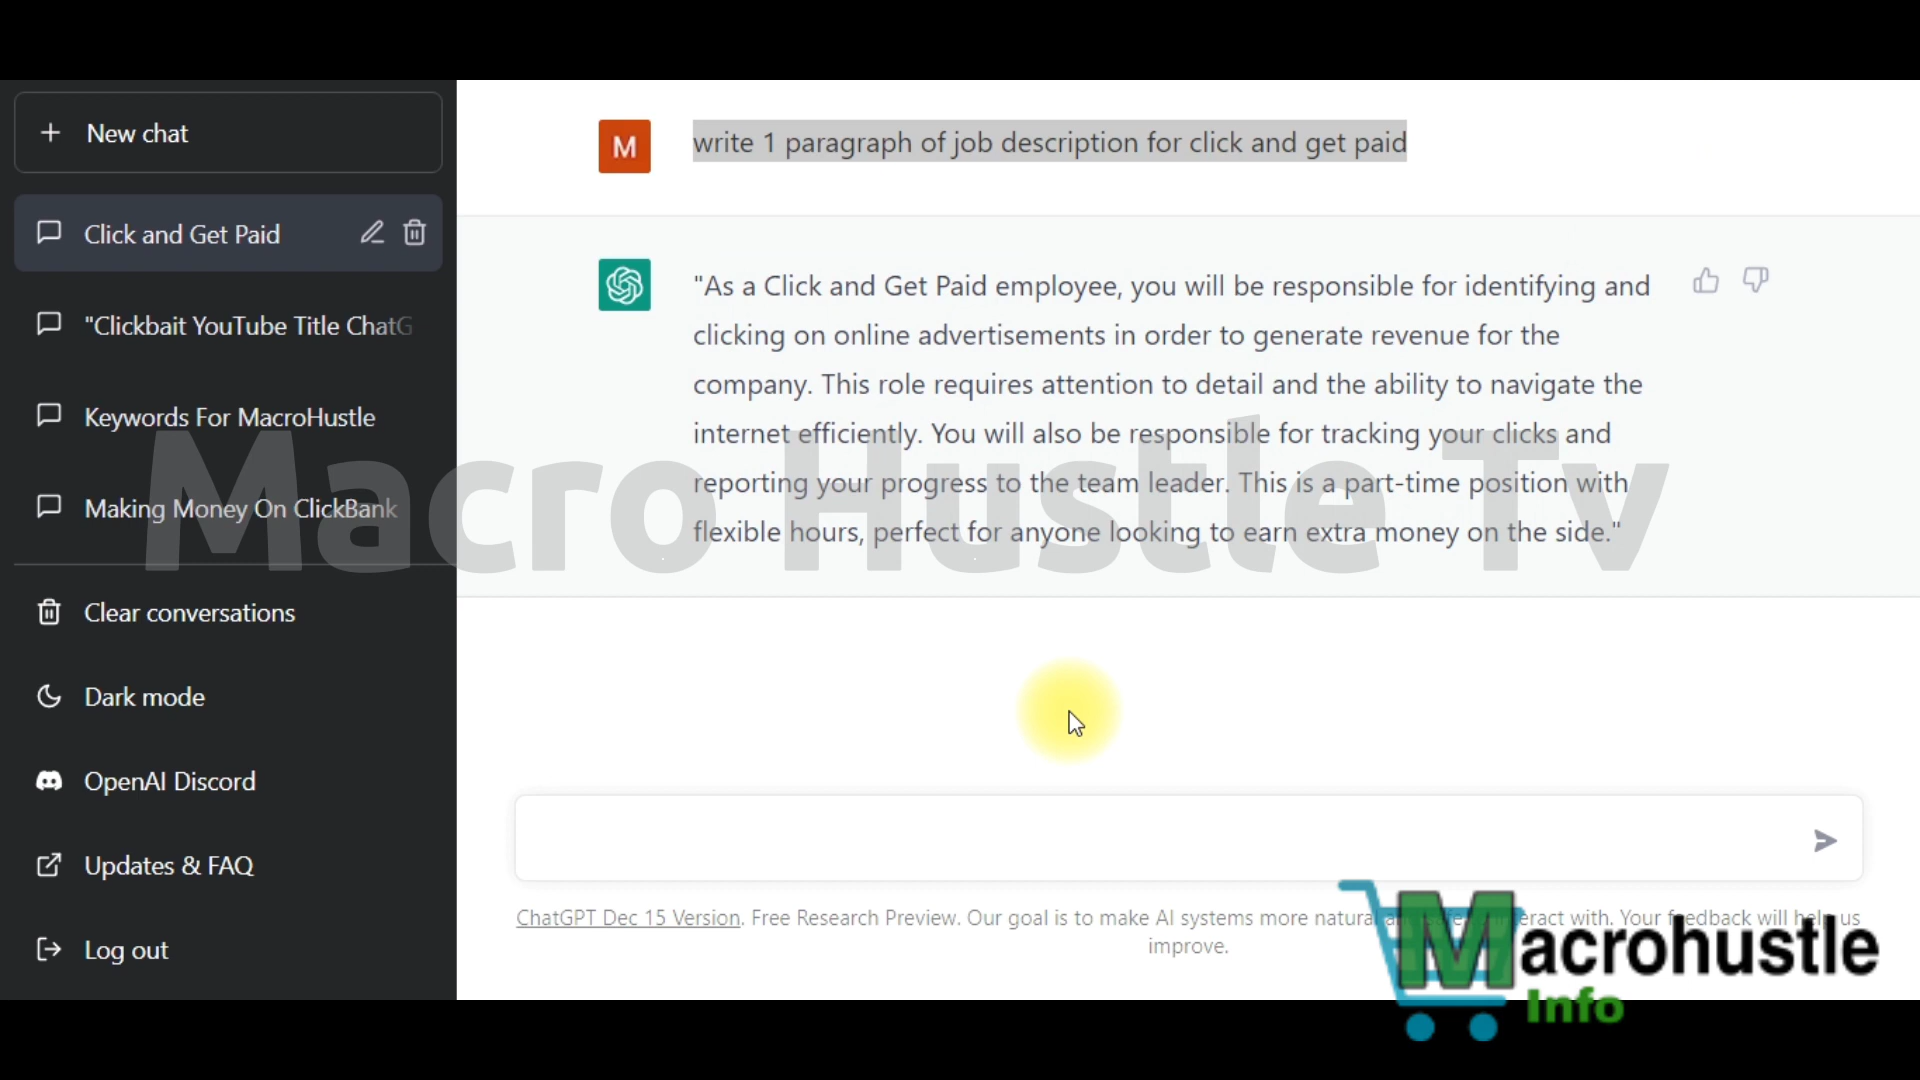 New chat
Click and Get Paid
"Clickbait YouTube Title ChatG
Keywords For MacroHustle
Making Money On ClickBank
Clear conversations
Dark mode
OpenAI Discord
Updates & FAQ
Log out
M
write 1 paragraph of job description for click and get paid
"As a Click and Get Paid employee, you will be responsible for identifying and
clicking on online advertisements in order to generate revenue for the
company. This role requires attention to detail and the ability to navigate the
internet efficiently. You will also be responsible for tracking your clicks and
reporting your progress to the team leader. This is a part-time position with
flexible hours, perfect for anyone looking to earn extra money on the side."
Macro Hustle Tv
ChatGPT Dec 15 Version. Free Research Preview. Our goal is to make AI systems more natural with. Your feedback will help us
improve.
Macrohustle
Info